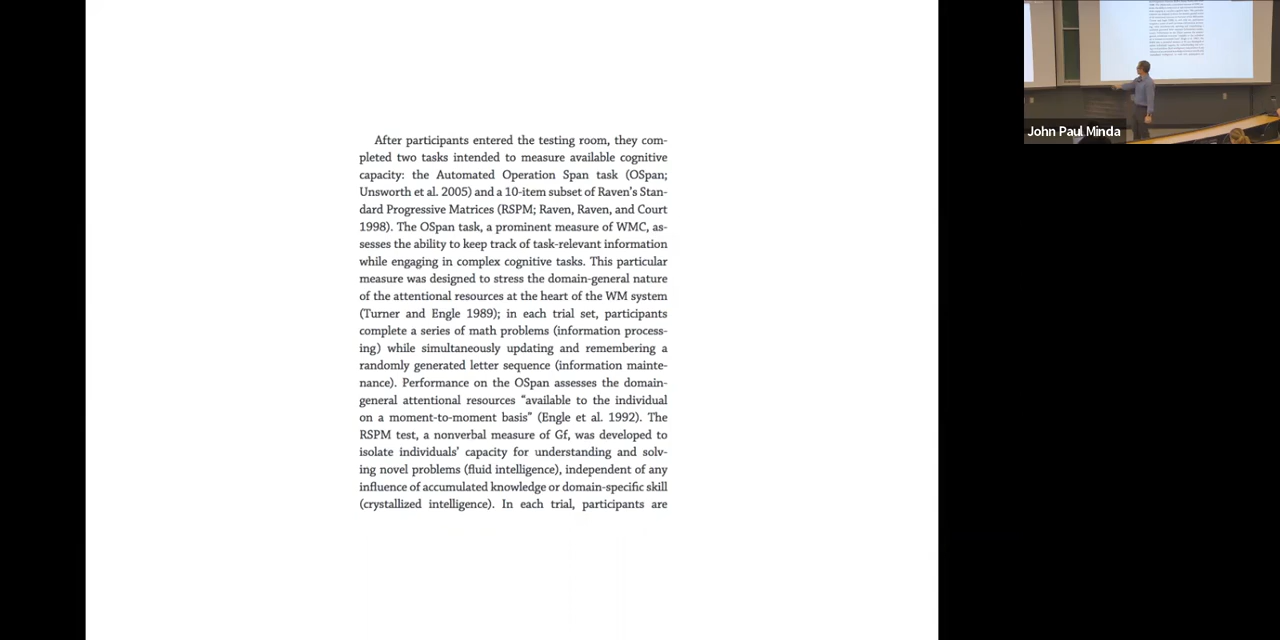 After participants entered the testing room, they com-
pleted two tasks intended to measure available cognitive
capacity: the Automated Operation Span task (OSpan;
Unsworth et al. 2005) and a 10-item subset of Raven's Stan-
dard Progressive Matrices (RSPM; Raven, Raven, and Court
1998). The OSpan task, a prominent measure of WMC, as-
sesses the ability to keep track of task-relevant information
while engaging in complex cognitive tasks. This particular
measure was designed to stress the domain-general nature
of the attentional resources at the heart of the WM system
(Turner and Engle 1989); in each trial set, participants
complete a series of math problems (information process-
ing) while simultaneously updating and remembering a
randomly generated letter sequence (information mainte-
nance). Performance on the OSpan assesses the domain-
general attentional resources “available to the individual
on a moment-to-moment basis” (Engle et al. 1992). The
RSPM test, a nonverbal measure of Gf, was developed to
isolate individuals’ capacity for understanding and solv-
ing novel problems (fluid intelligence), independent of any
influence of accumulated knowledge or domain-specific skill
(crystallized intelligence). In each trial, participants are
John Paul Minda